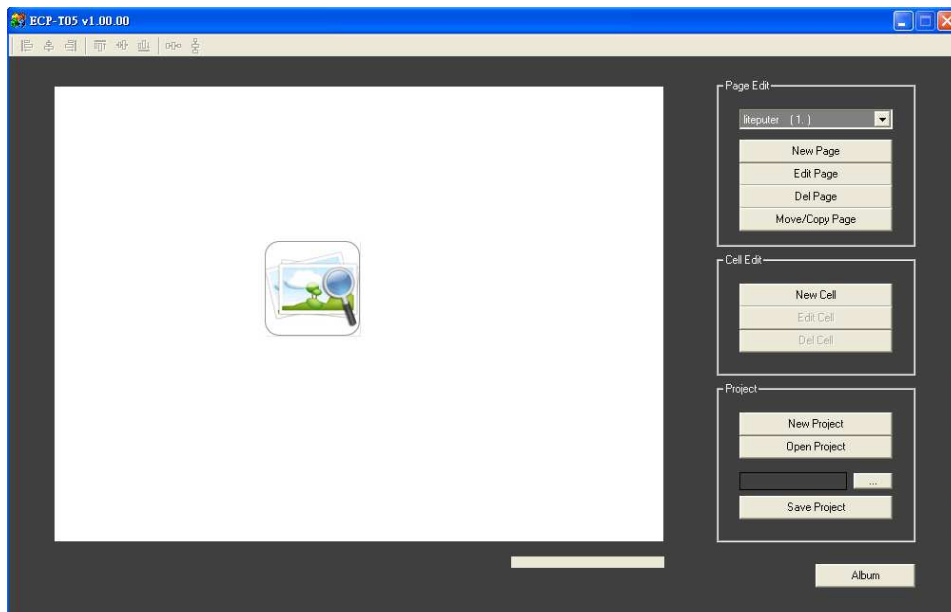 ECP-T05 v1.00.00
Page Edit
liteputer ( 1. )
New Page
Edit Page
Del Page
Move/Copy Page
Cell Edit
New Cell
Edit Cell
Del Cell
Project
New Project
Open Project
...
Save Project
Album